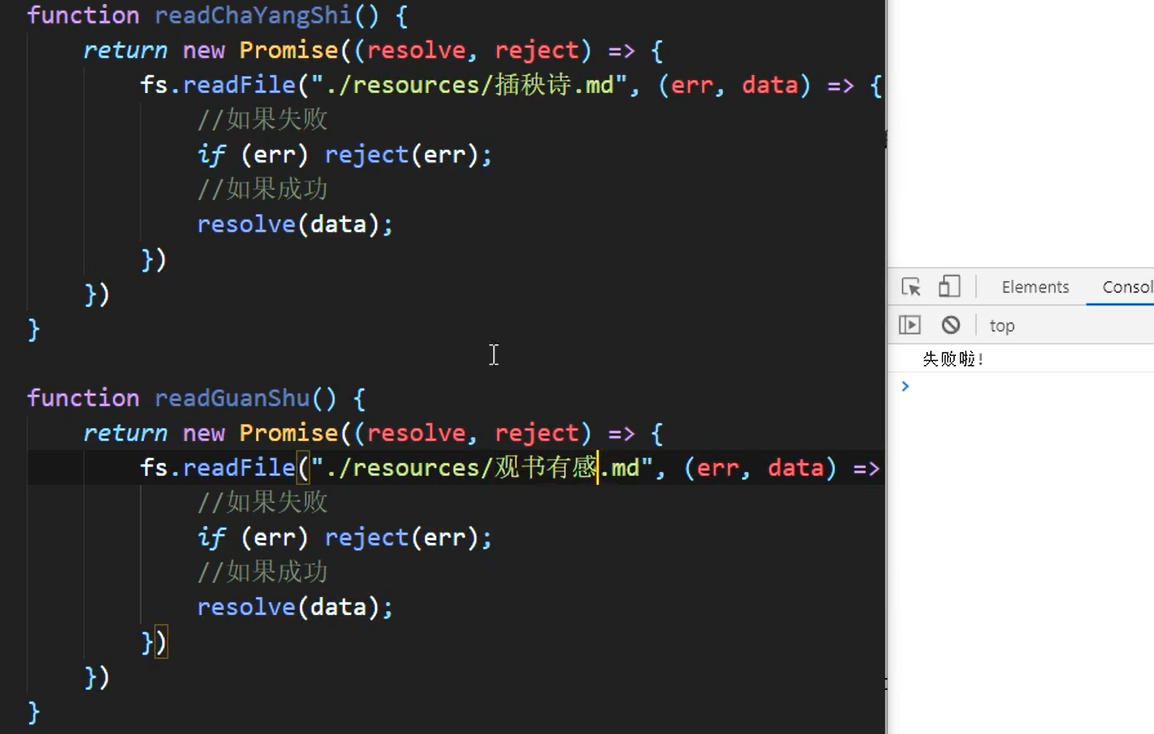 function readChaYangShi() {
return new Promise((resolve, reject) => {
fs.readFile("./resources/插秧诗.md", (err, data) => {
//如果失败
if (err) reject(err);
//如果成功
resolve(data);
})
})
}
function readGuanShu() {
return new Promise((resolve, reject) => {
fs.readFile("./resources/观书有感.md", (err, data) =>
//如果失败
if (err) reject(err);
//如果成功
resolve(data);
})
})
}
Elements Consol
top
失败啦!
>